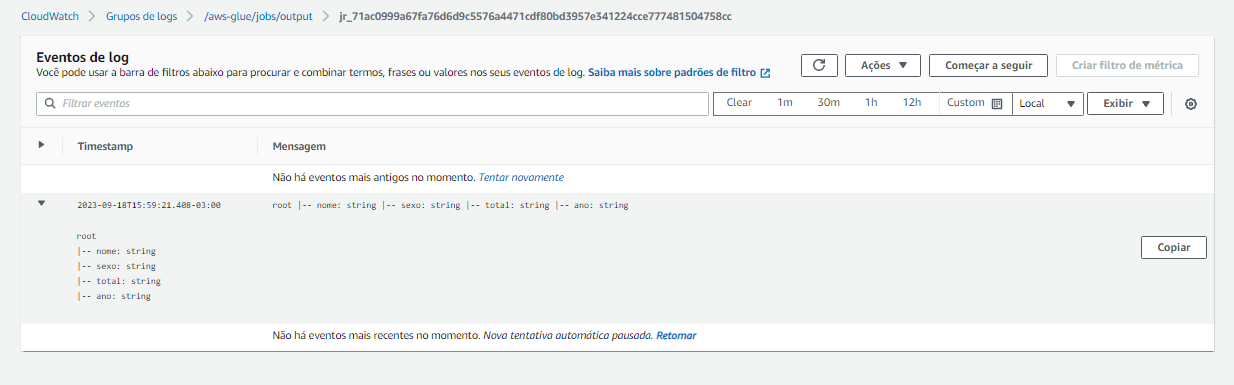 CloudWatch > Grupos de logs > /aws-glue/jobs/output > jr_71ac0999a67fa76d6d9c5576a4471cdf80bd3957e341224cce777481504758cc
Eventos de log
Você pode usar a barra de filtros abaixo para procurar e combinar termos, frases ou valores nos seus eventos de log. Saiba mais sobre padrões de filtro
Ações
Começar a seguir
Criar filtro de métrica
Filtrar eventos
Clear 1m 30m 1h 12h Custom Local
Exibir
Timestamp Mensagem
Não há eventos mais antigos no momento. Tentar novamente
2023-09-18T15:59:21.408-03:00 root |-- nome: string |-- sexo: string |-- total: string |-- ano: string
root
|-- nome: string
Copiar
|-- sexo: string
|-- total: string
|-- ano: string
Não há eventos mais recentes no momento. Nova tentativa automática pausada. Retomar